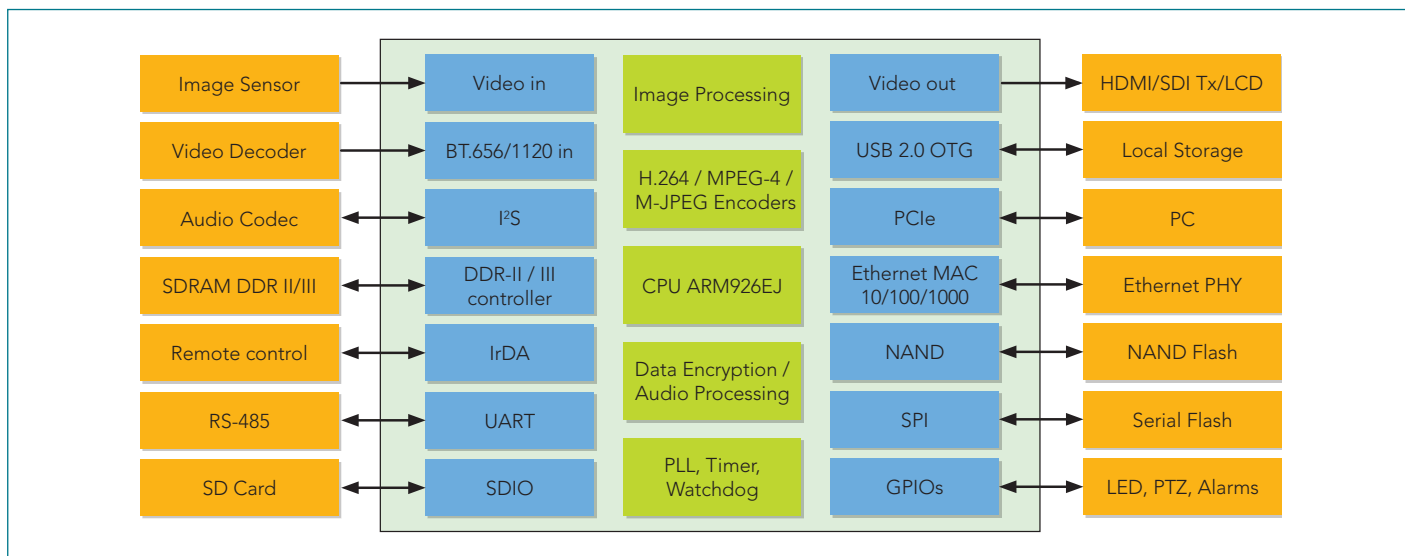 Image Sensor
Video in
Image Processing
Video out
HDMI/SDI Tx/LCD
Video Decoder
BT.656/1120 in
H.264 / MPEG-4 /
M-JPEG Encoders
USB 2.0 OTG
Local Storage
Audio Codec
I²S
PCIe
PC
SDRAM DDR II/III
DDR-II / III
controller
CPU ARM926EJ
Ethernet MAC
10/100/1000
Ethernet PHY
Remote control
IrDA
Data Encryption /
Audio Processing
NAND
NAND Flash
RS-485
UART
SPI
Serial Flash
SD Card
SDIO
PLL, Timer,
Watchdog
GPIOs
LED, PTZ, Alarms